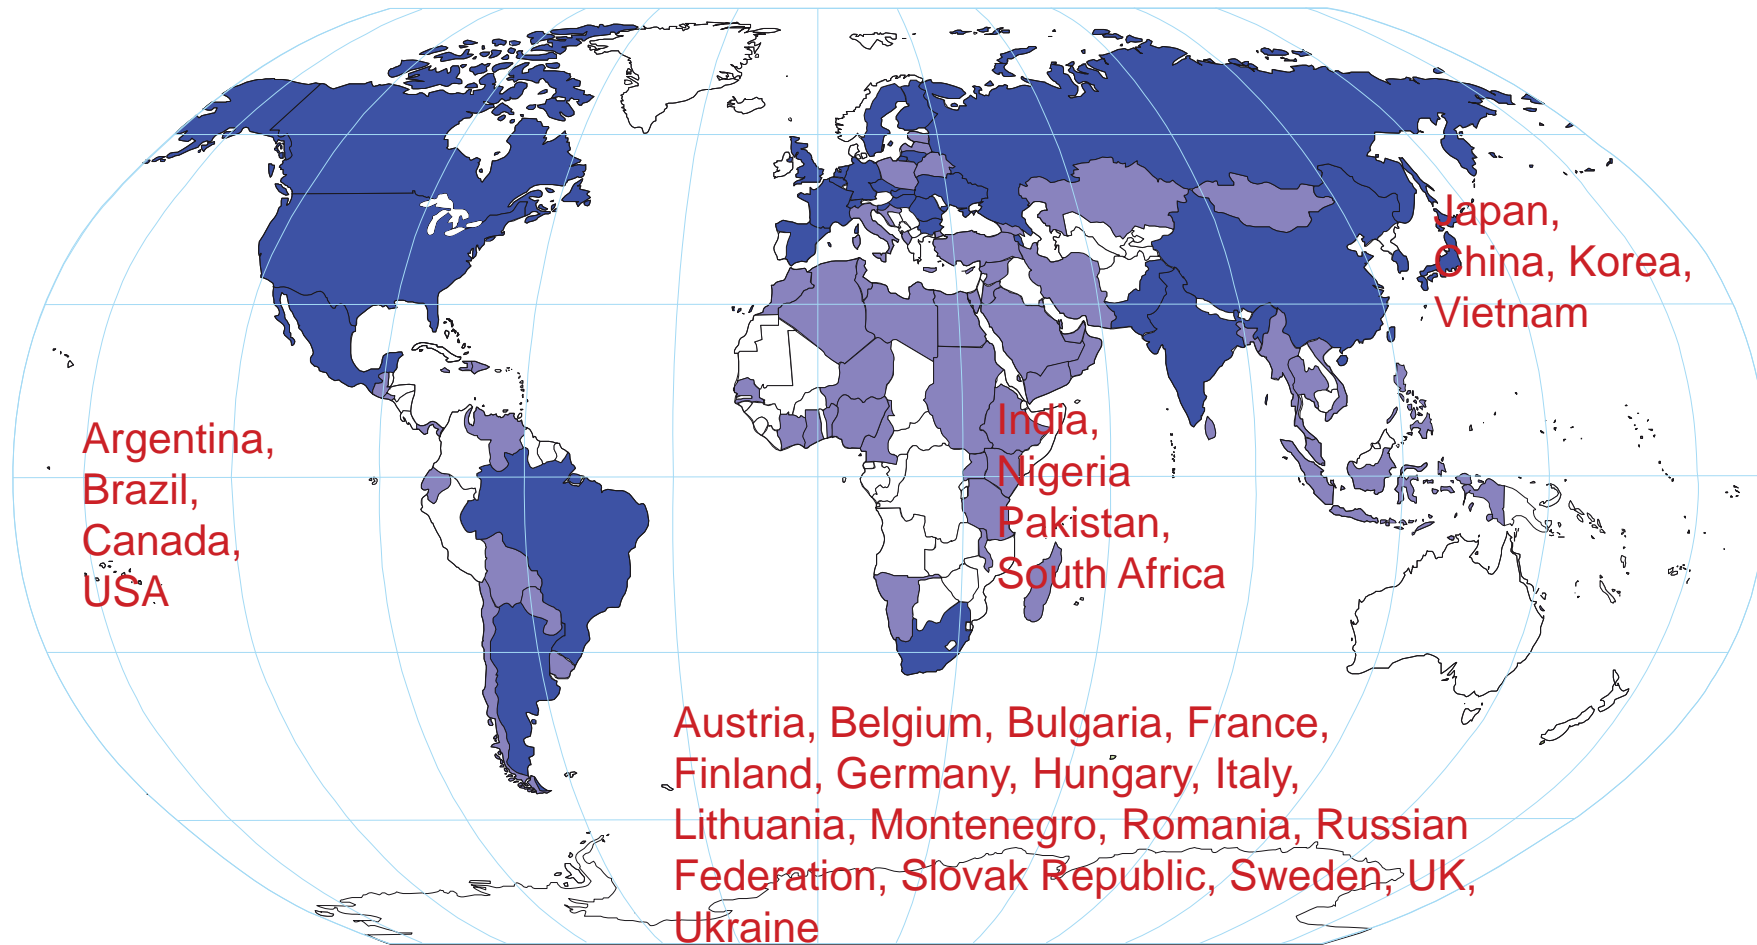 Japan,
China, Korea,
Vietnam
Argentina,
Brazil,
Canada,
USA
India,
Nigeria
Pakistan,
South Africa
Austria, Belgium, Bulgaria, France,
Finland, Germany, Hungary, Italy,
Lithuania, Montenegro, Romania, Russian
Federation, Slovak Republic, Sweden, UK,
Ukraine